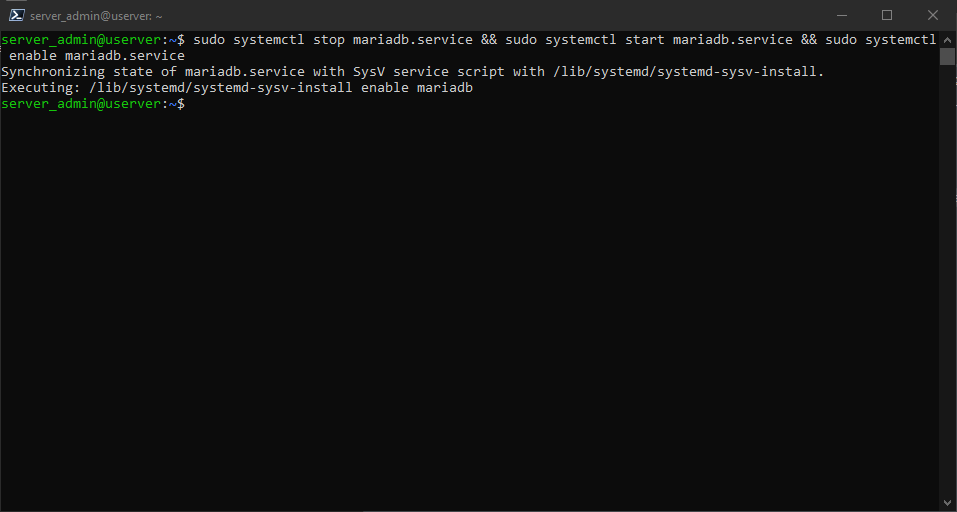 server_admin@userver: ~
server_admin@userver:~$ sudo systemctl stop mariadb.service && sudo systemctl start mariadb.service && sudo systemctl
 enable mariadb.service
Synchronizing state of mariadb.service with SysV service script with /lib/systemd/systemd-sysv-install.
Executing: /lib/systemd/systemd-sysv-install enable mariadb
server_admin@userver:~$